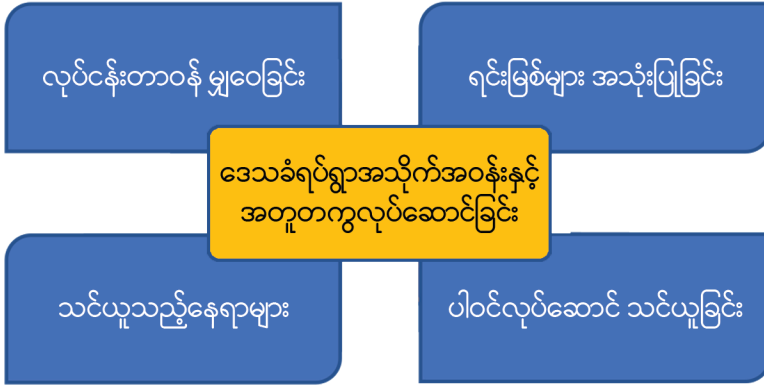 လုပ်ငန်းတာဝန် မျှဝေခြင်း
ရင်းမြစ်များ အသုံးပြုခြင်း
ဒေသခံရပ်ရွာအသိုက်အဝန်းနှင့်
အတူတကွလုပ်ဆောင်ခြင်း
သင်ယူသည့်နေရာများ
ပါဝင်လုပ်ဆောင် သင်ယူခြင်း